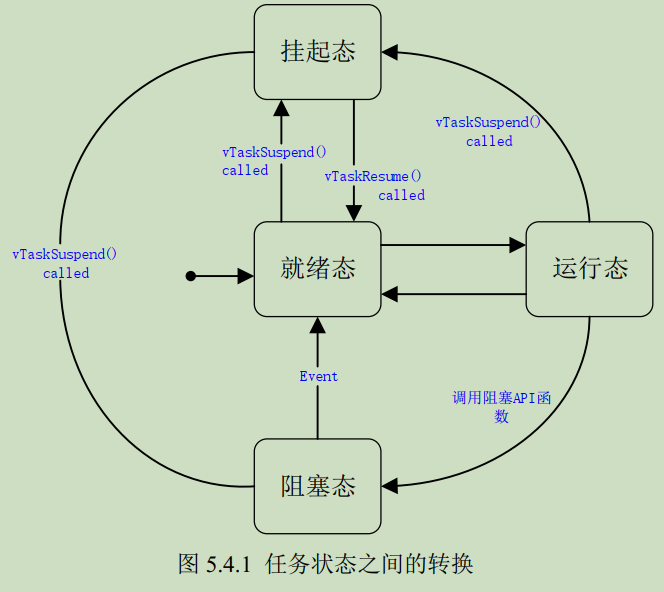 挂起态
vTaskSuspend()
called
vTaskSuspend()
called
vTaskResume()
called
vTaskSuspend()
called
就绪态
运行态
Event
调用阻塞API函
数
阻塞态
图 5.4.1 任务状态之间的转换